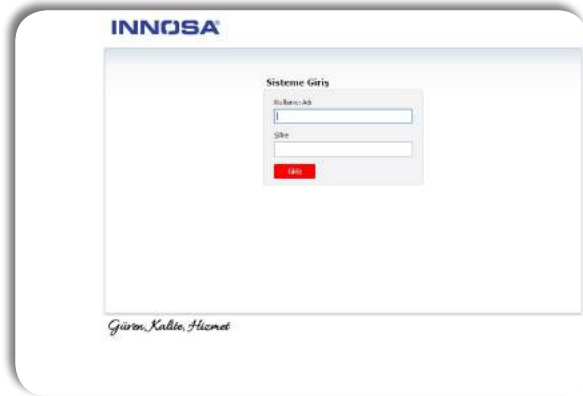 INNOSA
Sisteme Giriş
Kullanıcı Adı
Şifre
Giriş
Güven, Kalite, Hizmet